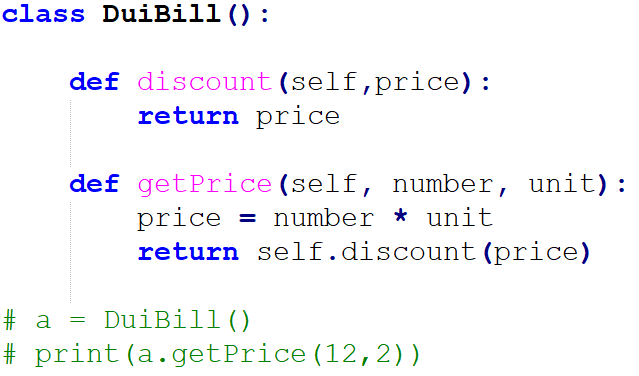 class DuiBill():
def discount(self,price):
return price
def getPrice(self, number, unit):
price = number * unit
return self.discount(price)
# a = DuiBill()
# print(a.getPrice(12,2))